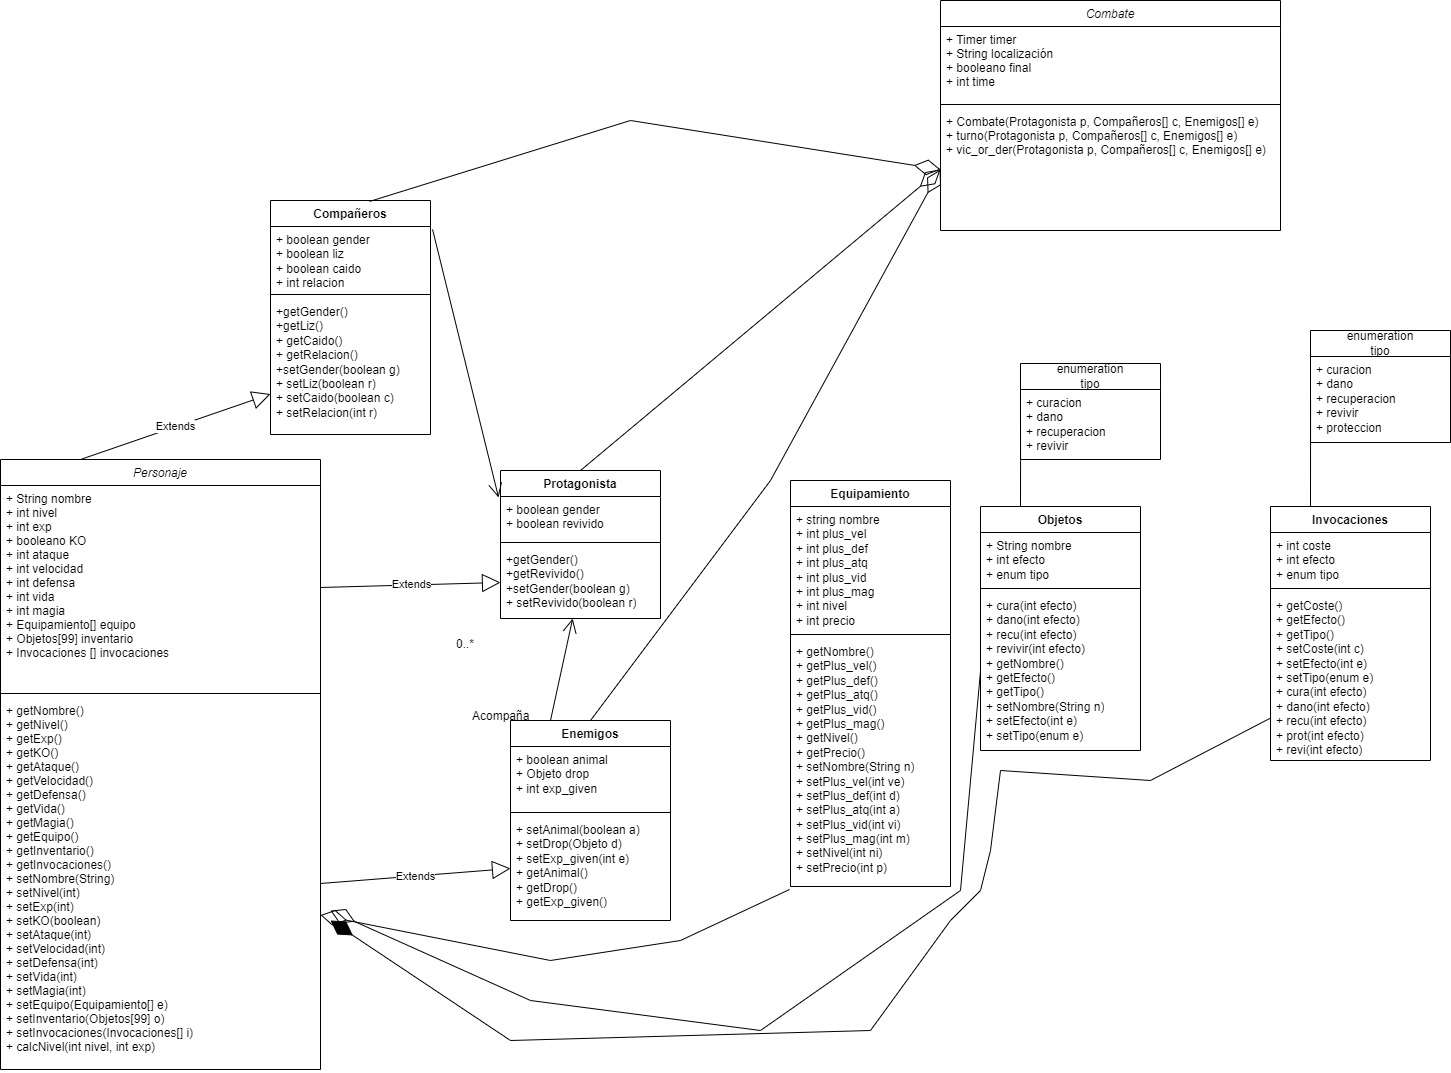 Combate
+ Timer timer
+ String localización
+ booleano final
+ int time
+ Combate(Protagonista p, Compañeros[] c, Enemigos[] e)
+ turno(Protagonista p, Compañeros[] c, Enemigos[] e)
+ vic_or_der(Protagonista p, Compañeros[] c, Enemigos[] e)
Compañeros
+ boolean gender
+ boolean liz
+ boolean caido
+ int relacion
+getGender()
+getLiz()
+ getCaido()
+ getRelacion()
+setGender(boolean g)
+ setLiz(boolean r)
+ setCaido(boolean c)
+ setRelacion(int r)
Extends
enumeration
tipo
+ curacion
+ dano
+ recuperacion
+ revivir
enumeration
tipo
+ curacion
+ dano
+ recuperacion
+ revivir
+ proteccion
Personaje
+ String nombre
+ int nivel
+ int exp
+ booleano KO
+ int ataque
+ int velocidad
+ int defensa
+ int vida
+ int magia
+ Equipamiento[] equipo
+ Objetos[99] inventario
+ Invocaciones [] invocaciones
+ getNombre()
+ getNivel()
+ getExp()
+ getKO()
+ getAtaque()
+ getVelocidad()
+ getDefensa()
+ getVida()
+ getMagia()
+ getEquipo()
+ getInventario()
+ getInvocaciones()
+ setNombre(String)
+ setNivel(int)
+ setExp(int)
+ setKO(boolean)
+ setAtaque(int)
+ setVelocidad(int)
+ setDefensa(int)
+ setVida(int)
+ setMagia(int)
+ setEquipo(Equipamiento[] e)
+ setInventario(Objetos[99] o)
+ setInvocaciones(Invocaciones[] i)
+ calcNivel(int nivel, int exp)
Extends
Protagonista
+ boolean gender
+ boolean revivido
+getGender()
+getRevivido()
+setGender(boolean g)
+ setRevivido(boolean r)
0..*
Acompaña
Extends
Enemigos
+ boolean animal
+ Objeto drop
+ int exp_given
+ setAnimal(boolean a)
+ setDrop(Objeto d)
+ setExp_given(int e)
+ getAnimal()
+ getDrop()
+ getExp_given()
Equipamiento
+ string nombre
+ int plus_vel
+ int plus_def
+ int plus_atq
+ int plus_vid
+ int plus_mag
+ int nivel
+ int precio
+ getNombre()
+ getPlus_vel()
+ getPlus_def()
+ getPlus_atq()
+ getPlus_vid()
+ getPlus_mag()
+ getNivel()
+ getPrecio()
+ setNombre(String n)
+ setPlus_vel(int ve)
+ setPlus_def(int d)
+ setPlus_atq(int a)
+ setPlus_vid(int vi)
+ setPlus_mag(int m)
+ setNivel(int ni)
+ setPrecio(int p)
Objetos
+ String nombre
+ int efecto
+ enum tipo
+ cura(int efecto)
+ dano(int efecto)
+ recu(int efecto)
+ revivir(int efecto)
+ getNombre()
+ getEfecto()
+ getTipo()
+ setNombre(String n)
+ setEfecto(int e)
+ setTipo(enum e)
Invocaciones
+ int coste
+ int efecto
+ enum tipo
+ getCoste()
+ getEfecto()
+ getTipo()
+ setCoste(int c)
+ setEfecto(int e)
+ setTipo(enum e)
+ cura(int efecto)
+ dano(int efecto)
+ recu(int efecto)
+ prot(int efecto)
+ revi(int efecto)